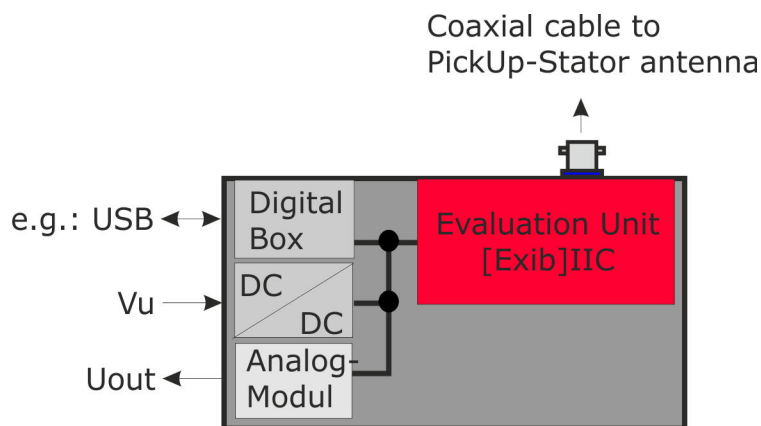 Coaxial cable to
PickUp-Stator antenna
e.g.: USB
Digital
Box
Evaluation Unit
[Exib]IIC
Vu
DC
DC
Uout
Analog-
Modul